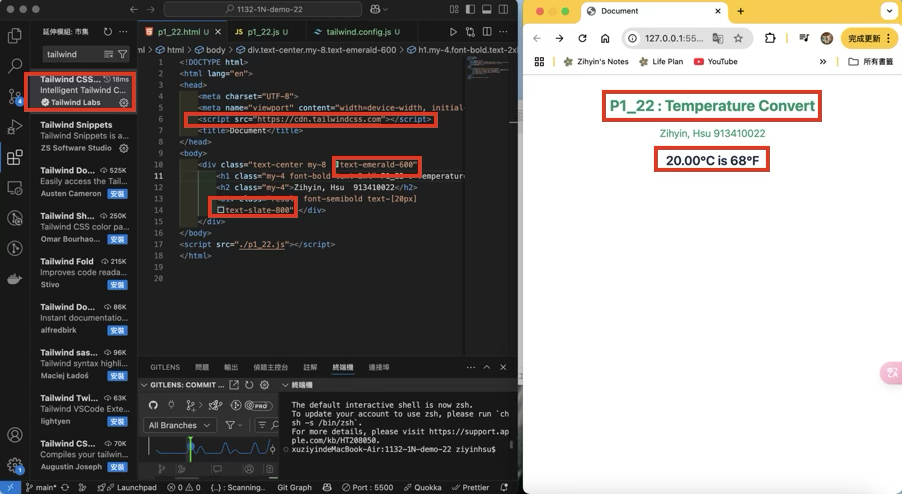 1132-1N-demo-22
延伸模組: 市集
tailwind
Tailwind CSS... 18ms
Intelligent Tailwind C...
Tailwind Labs
Tailwind Snippets
Tailwind Snippets is a...
ZS Software Studio
Tailwind Do... 525K
Easily access the Tail...
Austen Cameron 安裝
Tailwind Sh... 250K
Tailwind CSS color pa...
Omar Bourhao... 安裝
Tailwind Fold 215K
Improves code reada...
Stivo 安裝
Tailwind Do... 86K
Instant documentatio...
alfredbirk 安裝
Tailwind sas... 96K
Tailwind syntax highli...
Maciej Ładoś 安裝
Tailwind Twi... 63K
Tailwind VSCode Exte...
lightyen 安裝
Tailwind CS... 70K
Compiles your tailwin...
Augustin Joseph 安裝
p1_22.html U JS p1_22.js U tailwind.config.js U
html > body > div.text-center.my-8.text-emerald-600 > h1.my-4.font-bold.text-2xl
1 <!DOCTYPE html>
2 <html lang="en">
3 <head>
4 <meta charset="UTF-8">
5 <meta name="viewport" content="width=device-width, initial
6 <script src="https://cdn.tailwindcss.com"></script>
7 <title>Document</title>
8 </head>
9 <body>
10 <div class="text-center my-8 text-emerald-600"
11 <h1 class="my-4 font-bold temperatur
12 <h2 class="my-4">Zihyin, Hsu 913410022</h2>
13 font-semibold text-[20px]
14 text-slate-800"></div>
15 </div>
16 </body>
17 <script src="./p1_22.js"></script>
18 </html>
19
20
GITLENS 問題 輸出 偵錯主控台 註解 終端機 連接埠
GITLENS: COMMIT ...
PRO
All Branches
終端機
The default interactive shell is now zsh.
To update your account to use zsh, please run `ch
sh -s /bin/zsh`.
For more details, please visit https://support.ap
ple.com/kb/HT208050.
xuziyindeMacBook-Air:1132-1N-demo-22 ziyinhsu$
main* Launchpad 0 0 {..} : Scanning.. Git Graph Port : 5500 Quokka Prettier
Document
127.0.0.1:55... 完成更新
Zihyin's Notes Life Plan YouTube 所有書籤
P1_22 : Temperature Convert
Zihyin, Hsu 913410022
20.00°C is 68°F